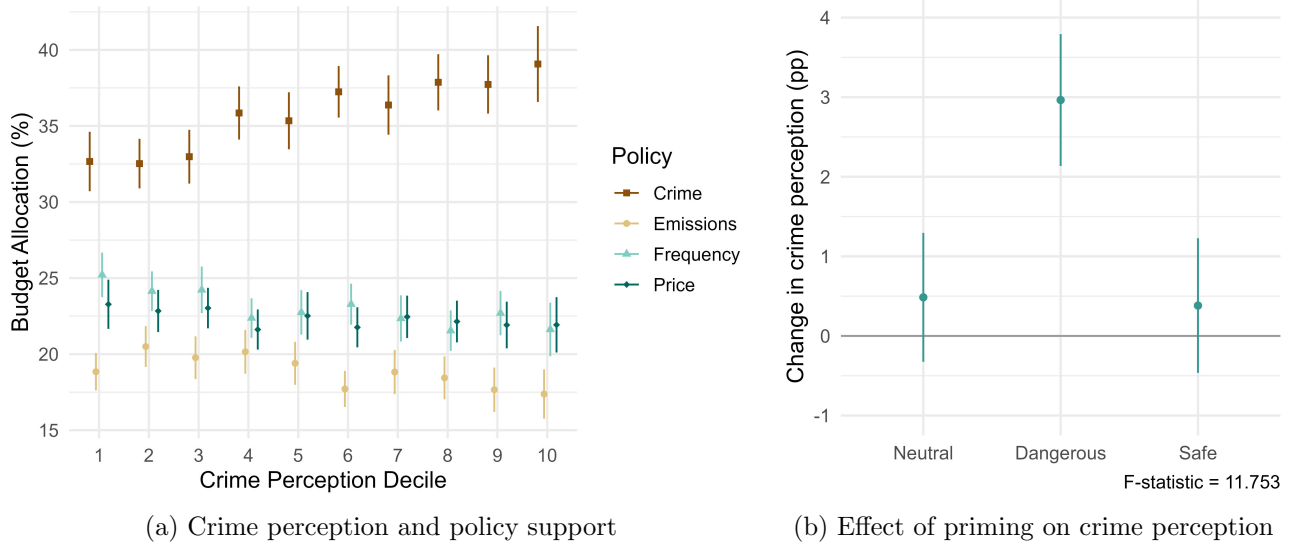 Budget Allocation (%)
40
35
30
25
20
15
1 2 3 4 5 6 7 8 9 10
Crime Perception Decile
Policy
Crime
Emissions
Frequency
Price
(a) Crime perception and policy support
Change in crime perception (pp)
4
3
2
1
0
-1
Neutral Dangerous Safe
F-statistic = 11.753
(b) Effect of priming on crime perception